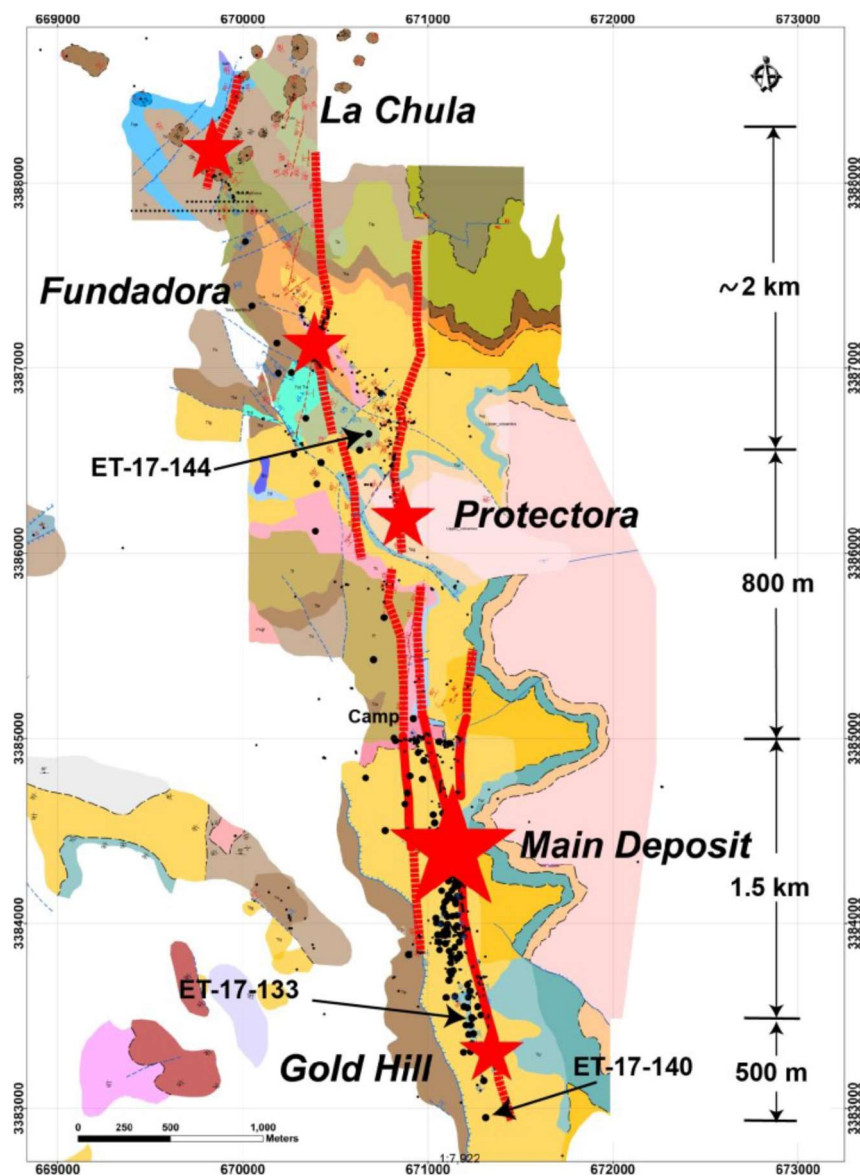 669000 670000 671000 672000 673000
La Chula
3388000 3388000
~2 km
Fundadora
3387000 3387000
ET-17-144
Protectora
3386000 3386000
800 m
Camp
3385000 3385000
Main Deposit
1.5 km
3384000 3384000
ET-17-133
Gold Hill
ET-17-140
500 m
3383000 3383000
0 250 500 1,000
Meters
1:7,922
669000 670000 671000 672000 673000